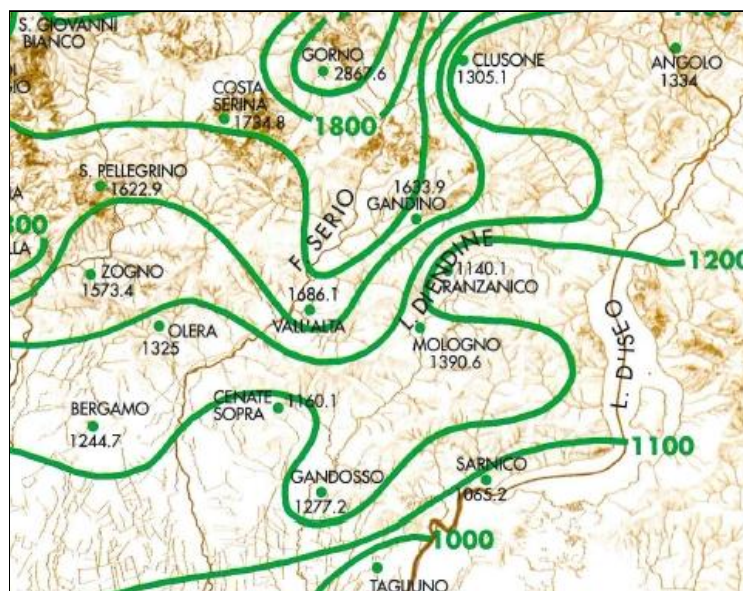 S. GIOVANNI
BIANCO
GORNO
2867.6
CLUSONE
1305.1
ANGOLO
1334
COSTA
SERINA
1734.8
1800
S. PELLEGRINO
1622.9
1633.9
GANDINO
F. SERIO
ZOGNO
1573.4
L. D'ENDINE
1140.1
RANZANICO
1200
1686.1
VALL'ALTA
OLERA
1325
MOLOGNO
1390.6
L. D'ISEO
BERGAMO
1244.7
CENATE
SOPRA
1160.1
1100
GANDOSSO
1277.2
SARNICO
1065.2
1000